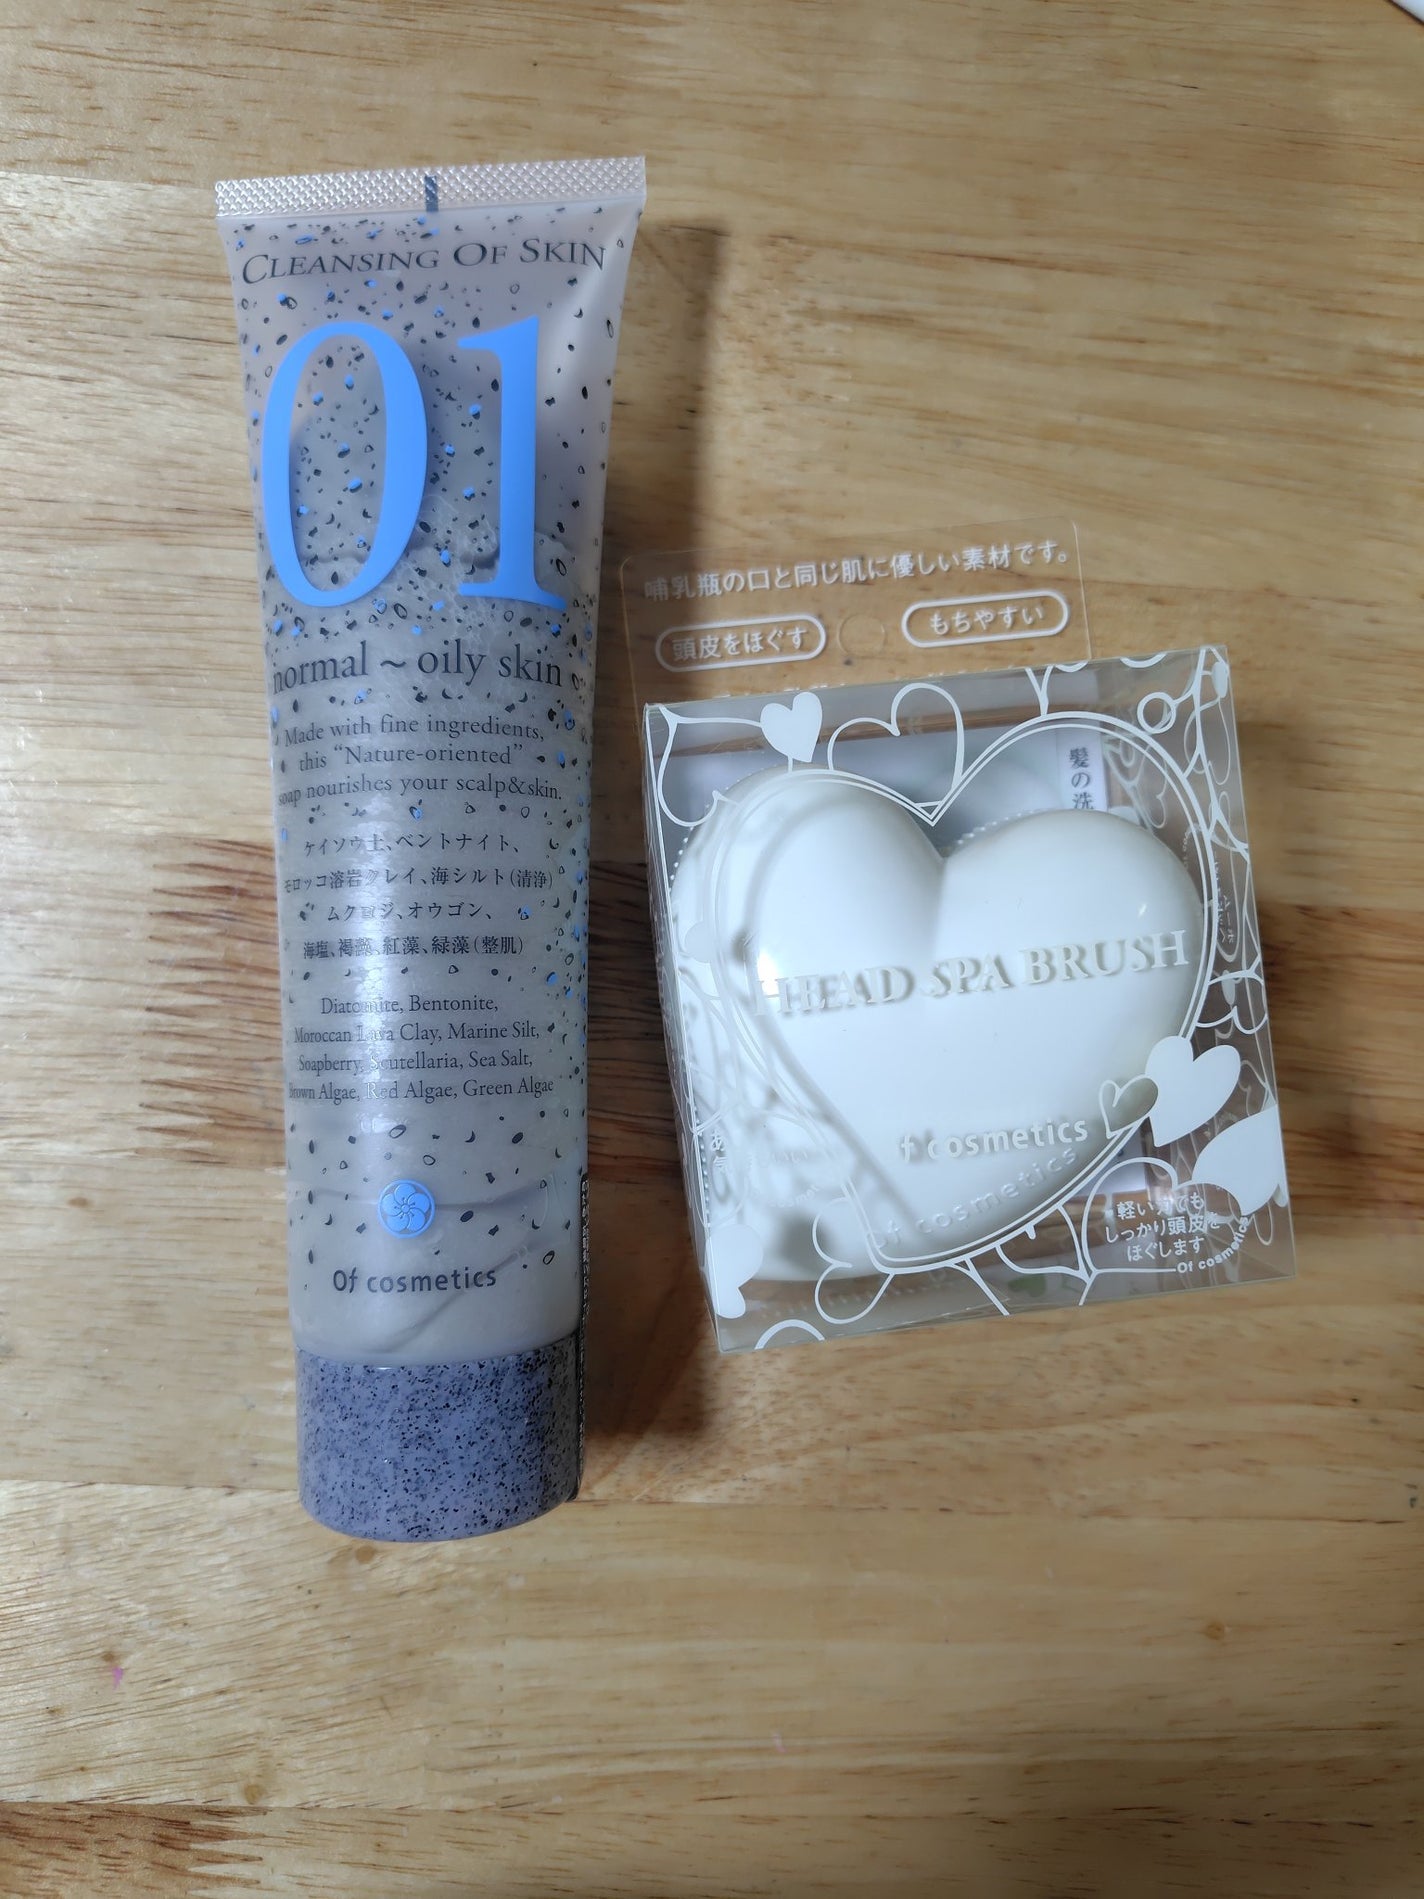 CLEANSING OF SKIN
01
normal ~ oily skin
Made with fine ingredients,
this "Nature-oriented"
soap nourishes your scalp&skin.
ケイソウ土、ベントナイト、
モロッコ溶岩クレイ、海シルト(清浄)
ムクロジ、オウゴン、
海塩、褐藻、紅藻、緑藻(整肌)
Diatomite, Bentonite,
Moroccan Lava Clay, Marine Silt,
Soapberry, Scutellaria, Sea Salt,
Brown Algae, Red Algae, Green Algae
Of cosmetics
哺乳瓶の口と同じ肌に優しい素材です。
頭皮をほぐす
もちやすい
髪の洗
HEAD SPA BRUSH
Of cosmetics
軽い力でも
しっかり頭皮を
ほぐします
Of cosmetics